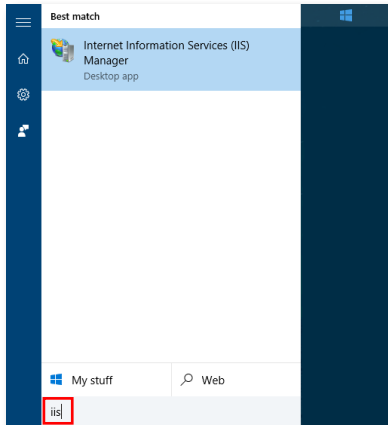 Best match
Internet Information Services (IIS)
Manager
Desktop app
My stuff
Web
iis